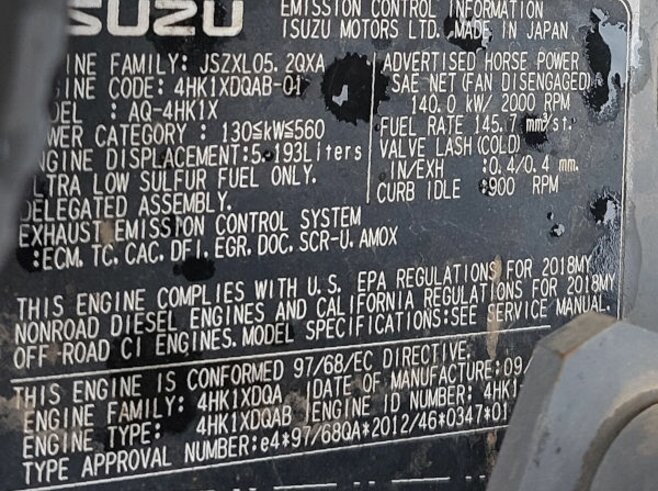 ISUZU
EMISSION CONTROL INFORMATION
ISUZU MOTORS LTD. MADE IN JAPAN
INE FAMILY: JSZXL05.2QXA
INE CODE: 4HK1XDQAB-01
DEL : AQ-4HK1X
WER CATEGORY : 130≦kW≦560
NGINE DISPLACEMENT:5.193Liters
LTRA LOW SULFUR FUEL ONLY.
DELEGATED ASSEMBLY.
EXHAUST EMISSION CONTROL SYSTEM
:ECM, TC, CAC, DFI, EGR, DOC, SCR-U, AMOX
ADVERTISED HORSE POWER
SAE NET(FAN DISENGAGED)
140.0 kW/ 2000 RPM
FUEL RATE 145.7 mm³/st.
VALVE LASH(COLD)
IN/EXH :0.4/0.4 mm.
CURB IDLE :900 RPM
THIS ENGINE COMPLIES WITH U.S. EPA REGULATIONS FOR 2018MY
NONROAD DIESEL ENGINES AND CALIFORNIA REGULATIONS FOR 2018MY
OFF-ROAD CI ENGINES. MODEL SPECIFICATIONS:SEE SERVICE MANUAL.
THIS ENGINE IS CONFORMED 97/68/EC DIRECTIVE.
ENGINE FAMILY: 4HK1XDQA DATE OF MANUFACTURE:09/
ENGINE TYPE: 4HK1XDQAB ENGINE ID NUMBER: 4HK1
TYPE APPROVAL NUMBER:e4*97/68QA*2012/46*0347*01